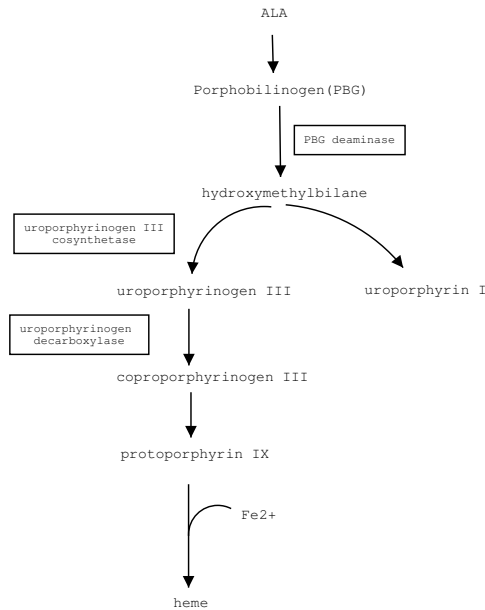 ALA
Porphobilinogen(PBG)
PBG deaminase
hydroxymethylbilane
uroporphyrinogen III
cosynthetase
uroporphyrinogen III
uroporphyrin I
uroporphyrinogen
decarboxylase
coproporphyrinogen III
protoporphyrin IX
Fe2+
heme